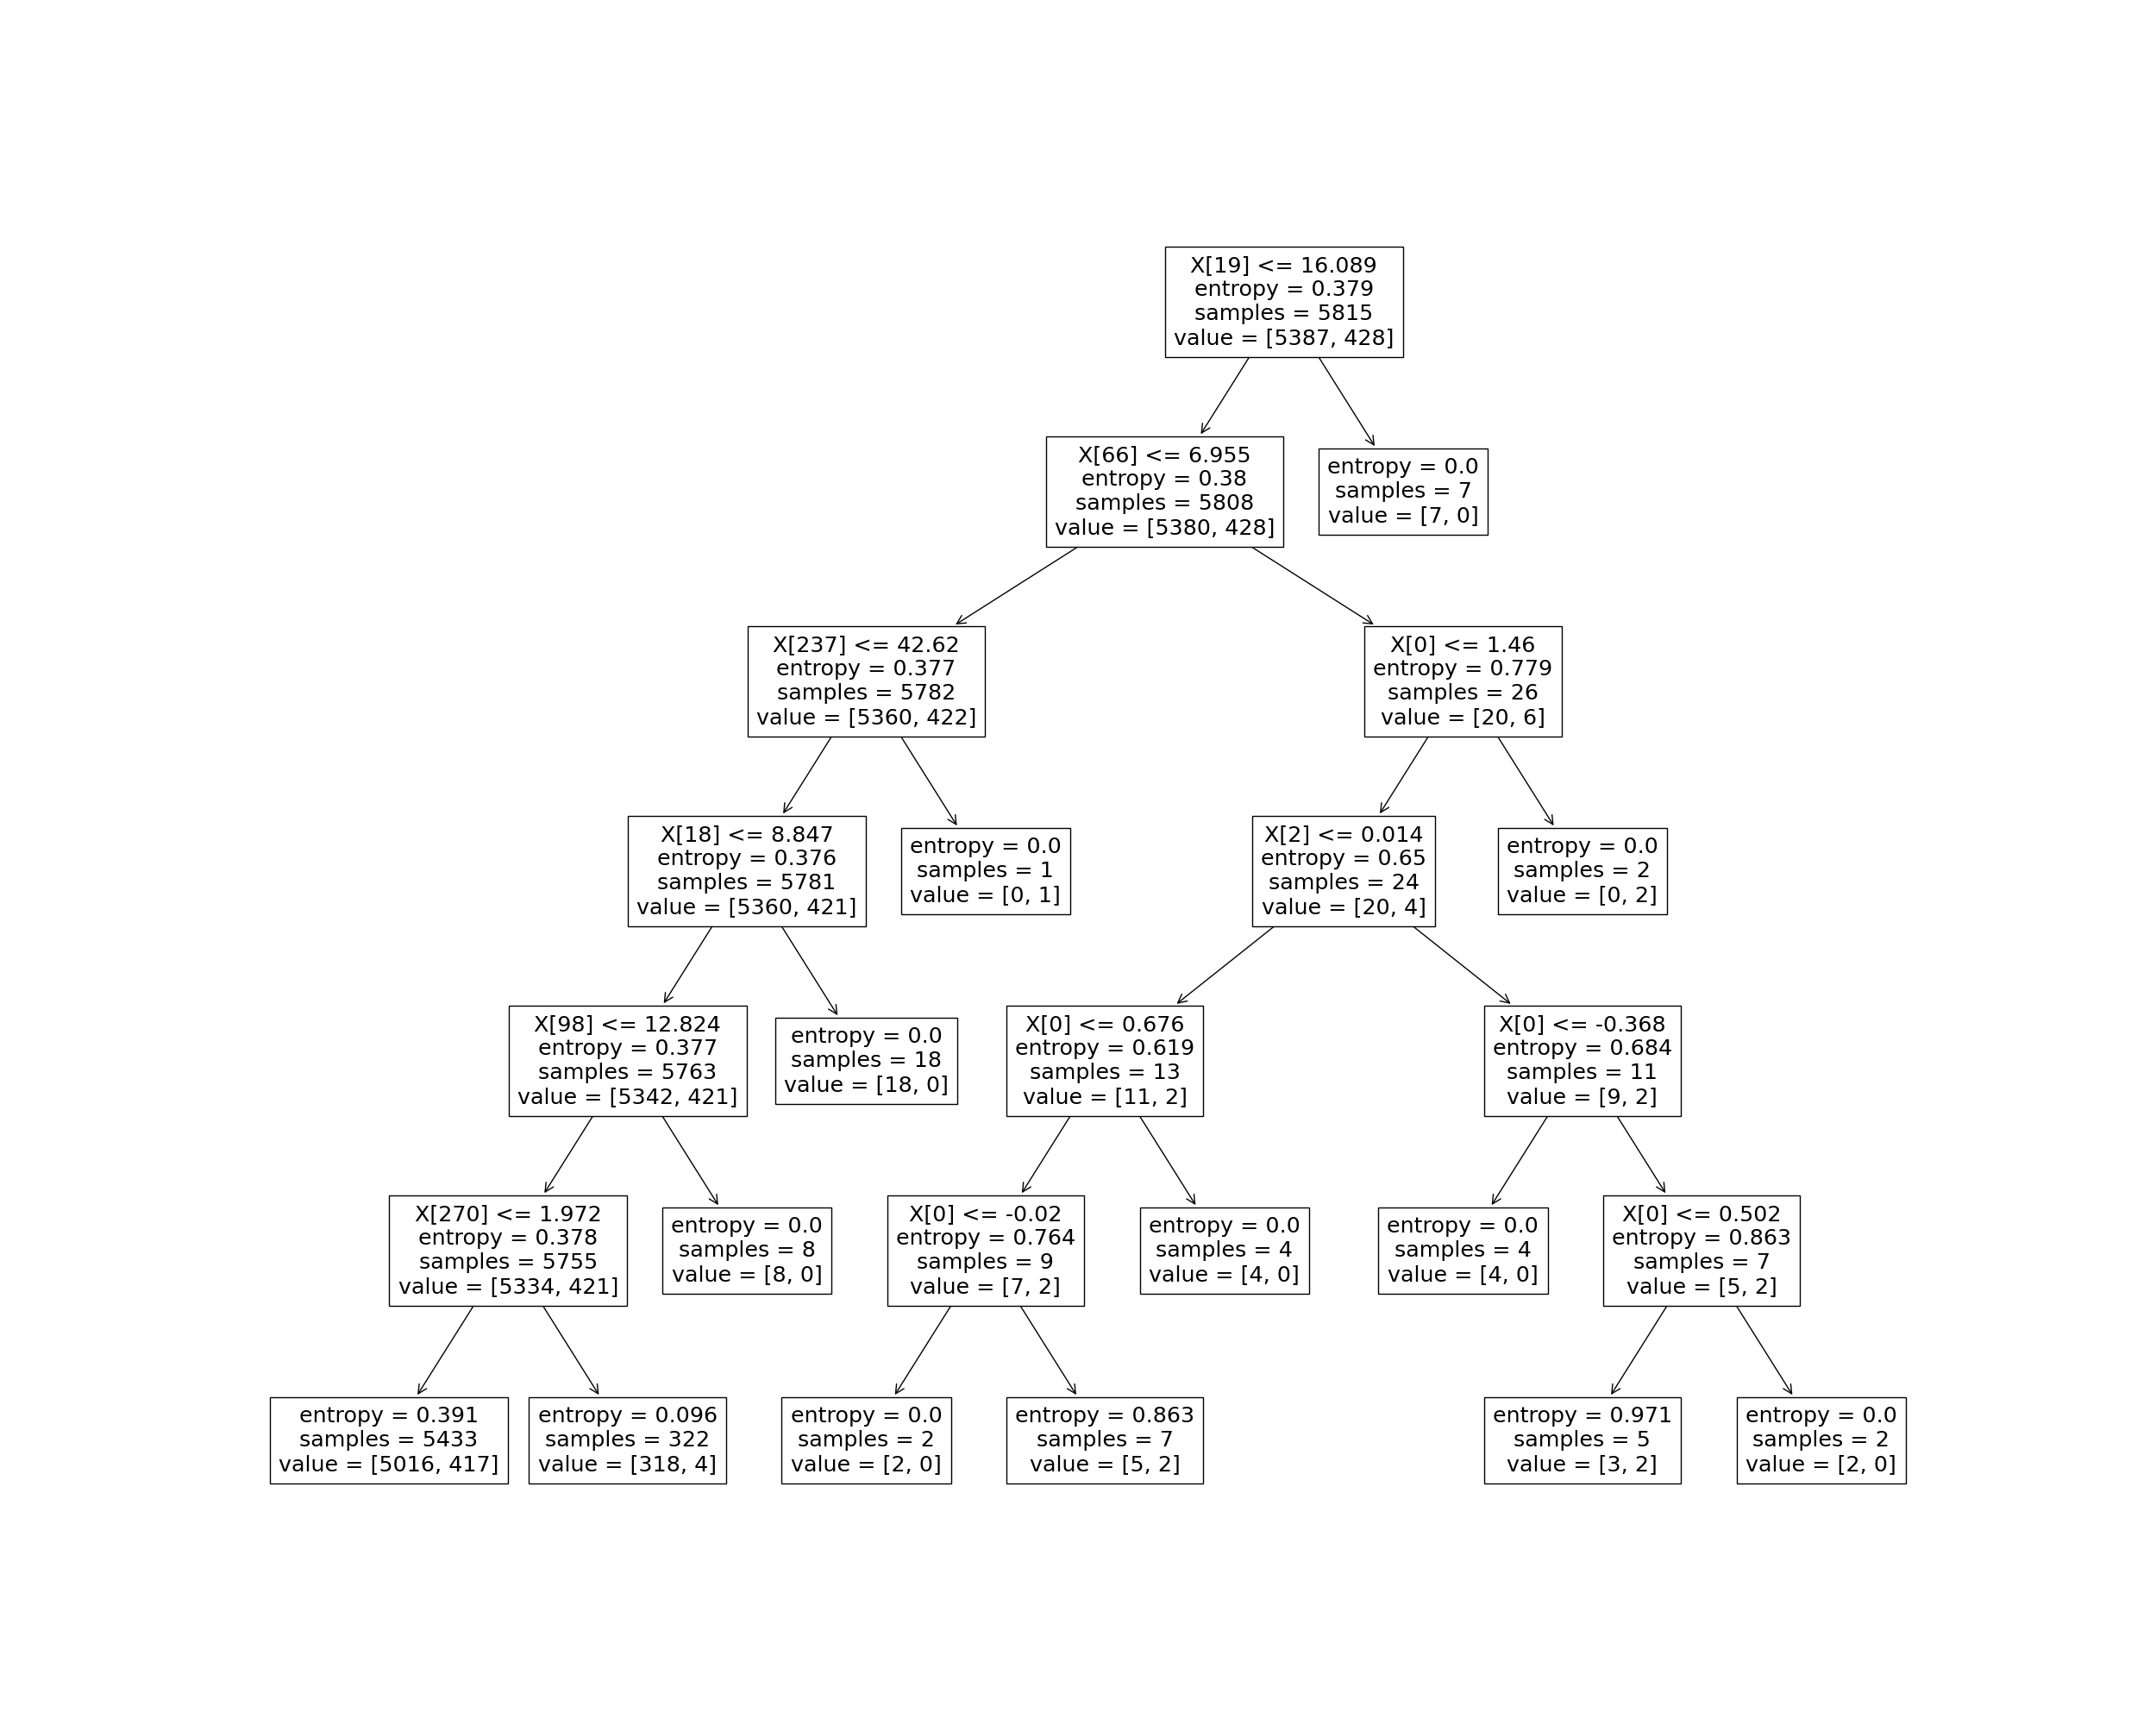 X[19] <= 16.089
entropy = 0.379
samples = 5815
value = [5387, 428]
X[66] <= 6.955
entropy = 0.38
samples = 5808
value = [5380, 428]
entropy = 0.0
samples = 7
value = [7, 0]
X[237] <= 42.62
entropy = 0.377
samples = 5782
value = [5360, 422]
X[0] <= 1.46
entropy = 0.779
samples = 26
value = [20, 6]
X[18] <= 8.847
entropy = 0.376
samples = 5781
value = [5360, 421]
entropy = 0.0
samples = 1
value = [0, 1]
X[2] <= 0.014
entropy = 0.65
samples = 24
value = [20, 4]
entropy = 0.0
samples = 2
value = [0, 2]
X[98] <= 12.824
entropy = 0.377
samples = 5763
value = [5342, 421]
entropy = 0.0
samples = 18
value = [18, 0]
X[0] <= 0.676
entropy = 0.619
samples = 13
value = [11, 2]
X[0] <= -0.368
entropy = 0.684
samples = 11
value = [9, 2]
X[270] <= 1.972
entropy = 0.378
samples = 5755
value = [5334, 421]
entropy = 0.0
samples = 8
value = [8, 0]
X[0] <= -0.02
entropy = 0.764
samples = 9
value = [7, 2]
entropy = 0.0
samples = 4
value = [4, 0]
entropy = 0.0
samples = 4
value = [4, 0]
X[0] <= 0.502
entropy = 0.863
samples = 7
value = [5, 2]
entropy = 0.391
samples = 5433
value = [5016, 417]
entropy = 0.096
samples = 322
value = [318, 4]
entropy = 0.0
samples = 2
value = [2, 0]
entropy = 0.863
samples = 7
value = [5, 2]
entropy = 0.971
samples = 5
value = [3, 2]
entropy = 0.0
samples = 2
value = [2, 0]